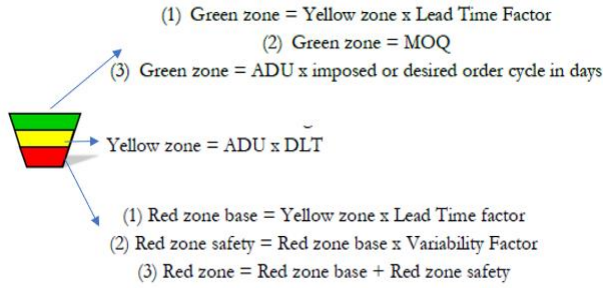 (1) Green zone = Yellow zone x Lead Time Factor
(2) Green zone = MOQ
(3) Green zone = ADU x imposed or desired order cycle in days
Yellow zone = ADU x DLT
(1) Red zone base = Yellow zone x Lead Time factor
(2) Red zone safety = Red zone base x Variability Factor
(3) Red zone = Red zone base + Red zone safety